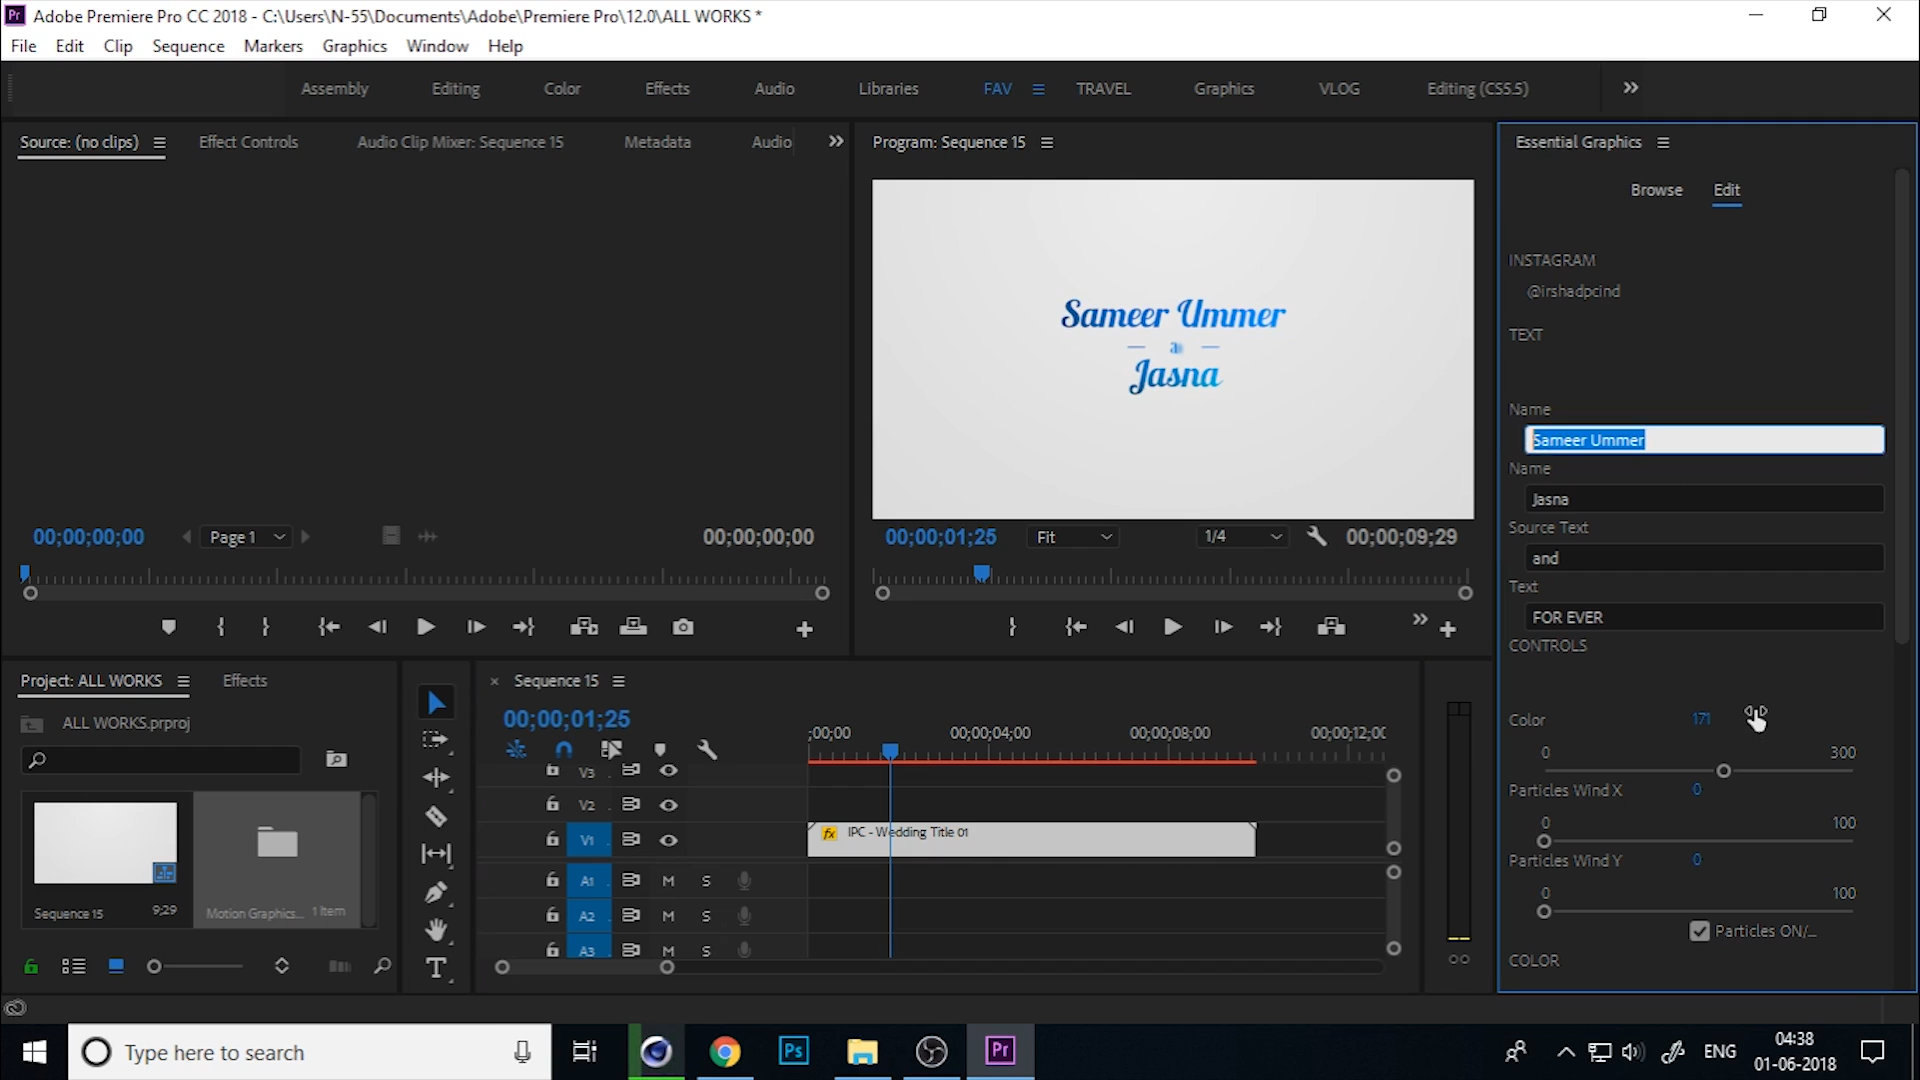 Adobe Premiere Pro CC 2018 - C:\Users\N-55\Documents\Adobe\Premiere Pro\12.0\ALL WORKS *
File Edit Clip Sequence Markers Graphics Window Help
Assembly Editing Color Effects Audio Libraries FAV TRAVEL Graphics VLOG Editing (CS5.5)
Source: (no clips) Effect Controls Audio Clip Mixer: Sequence 15 Metadata Audio
00;00;00;00 Page 1 00;00;00;00
Program: Sequence 15
Sameer Ummer
a
Jasna
00;00;01;25 Fit 1/4 00;00;09;29
Essential Graphics
Browse Edit
INSTAGRAM
@irshadpcind
TEXT
Name
Sameer Ummer
Name
Jasna
Source Text
and
Text
FOR EVER
CONTROLS
Color 171
0 300
Particles Wind X 0
0 100
Particles Wind Y 0
0 100
Particles ON/...
COLOR
Project: ALL WORKS Effects
ALL WORKS.prproj
Sequence 15 9;29
Motion Graphics... 1 Item
Sequence 15
00;00;01;25
;00;00 00;00;04;00 00;00;08;00 00;00;12;0
V3
V2
V1 fx IPC - Wedding Title 01
A1 M S
A2 M S
A3 M S
Type here to search
Ps
Pr
ENG
04:38
01-06-2018